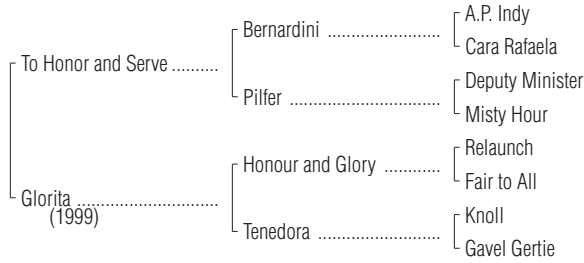 A.P. Indy
Bernardini ......................
Cara Rafaela
To Honor and Serve ..........
Deputy Minister
Pilfer ..............................
Misty Hour
Relaunch
Honour and Glory ............
Fair to All
Glorita ............................
(1999)
Knoll
Tenedora ........................
Gavel Gertie